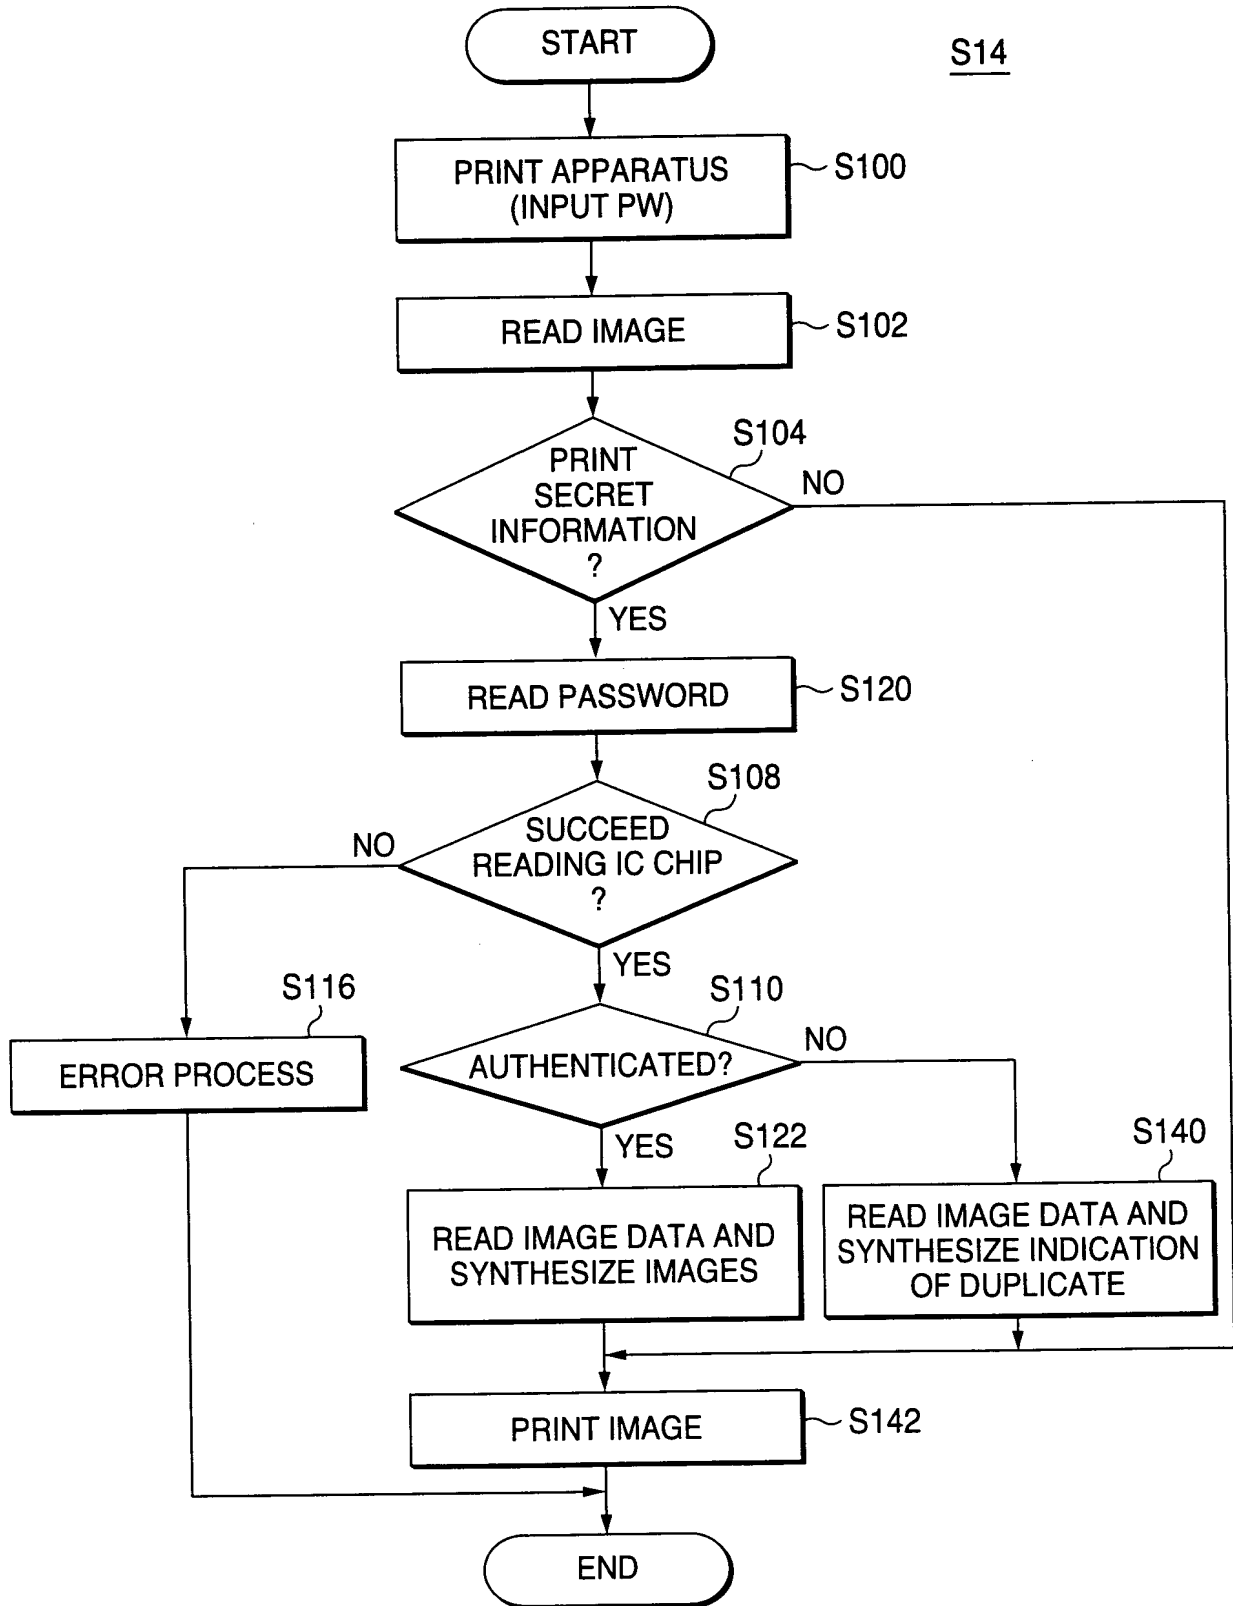 START
S14
PRINT APPARATUS
(INPUT PW)
S100
READ IMAGE
S102
S104
PRINT
SECRET
INFORMATION
?
NO
YES
READ PASSWORD
S120
S108
SUCCEED
READING IC CHIP
?
NO
YES
S116
ERROR PROCESS
S110
AUTHENTICATED?
NO
YES
S122
READ IMAGE DATA AND
SYNTHESIZE IMAGES
S140
READ IMAGE DATA AND
SYNTHESIZE INDICATION
OF DUPLICATE
PRINT IMAGE
S142
END